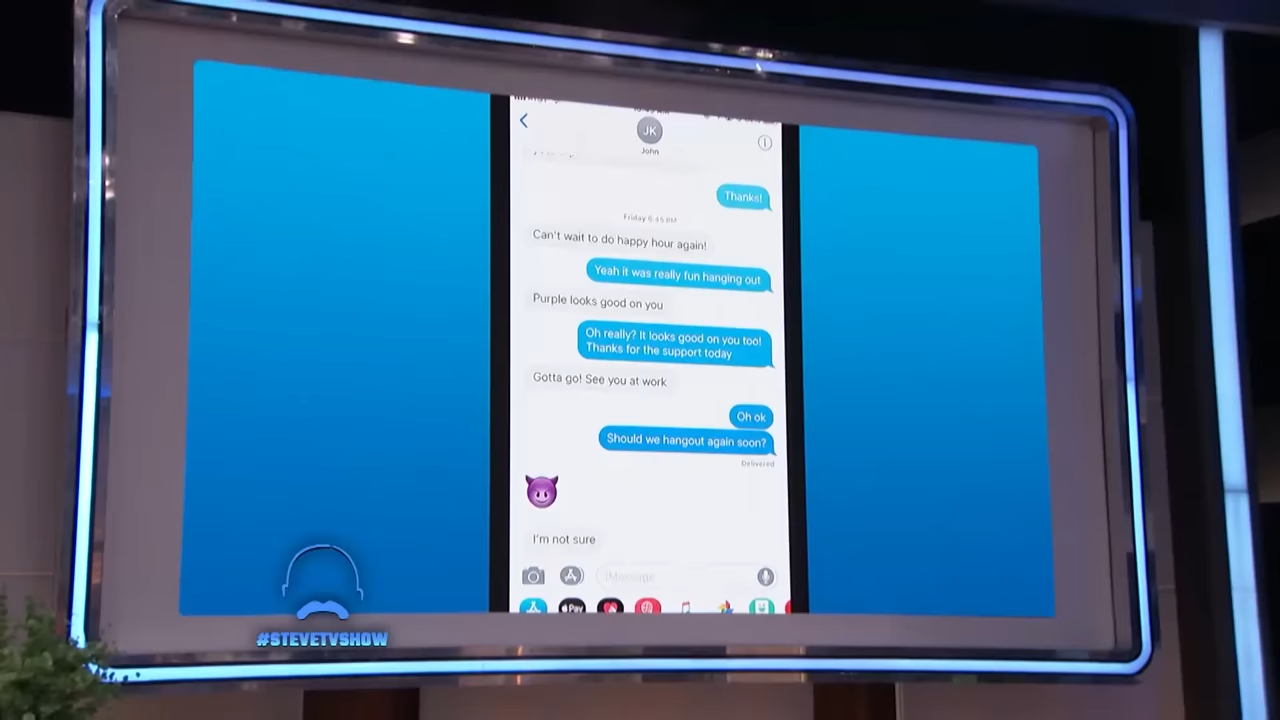 JK
John
Thanks!
Friday 6:45 PM
Can't wait to do happy hour again!
Yeah it was really fun hanging out
Purple looks good on you
Oh really? It looks good on you too!
Thanks for the support today
Gotta go! See you at work
Oh ok
Should we hangout again soon?
Delivered
I'm not sure
iMessage
Pay
#STEVETVSHOW